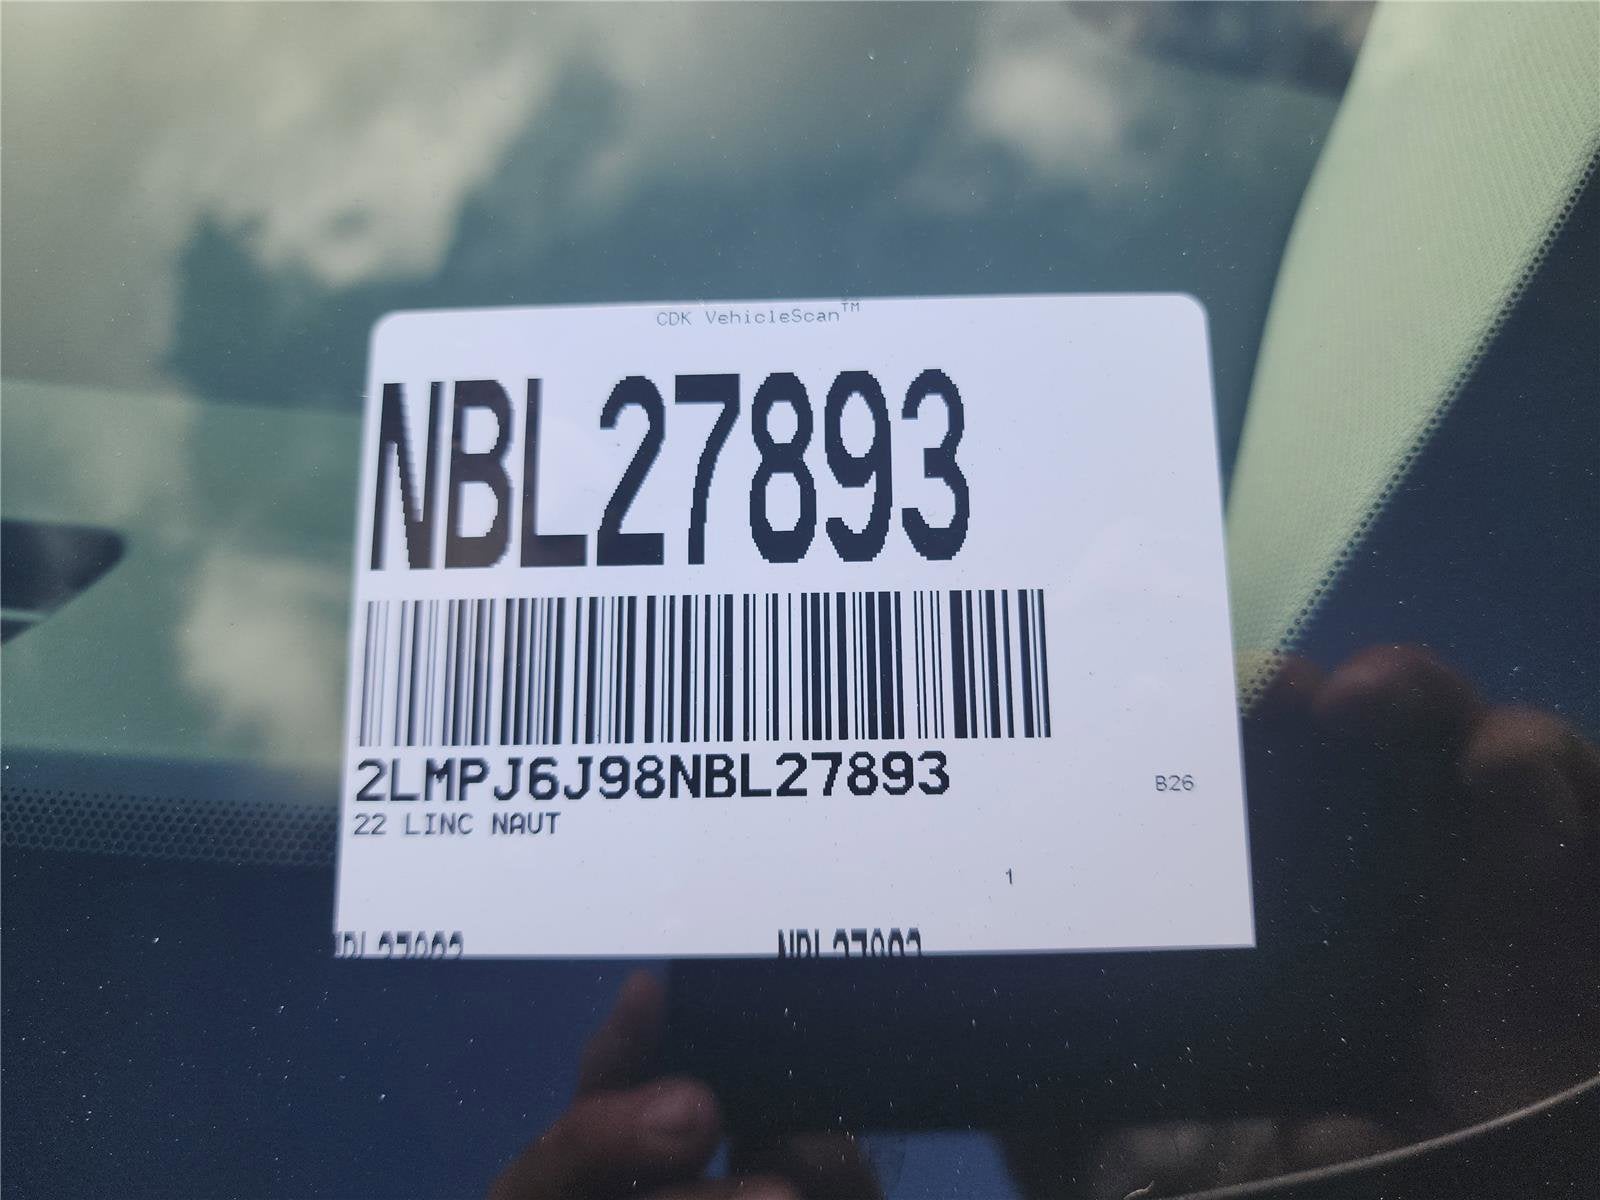 CDK VehicleScan™
NBL27893
2LMPJ6J98NBL27893
B26
22 LINC NAUT
1